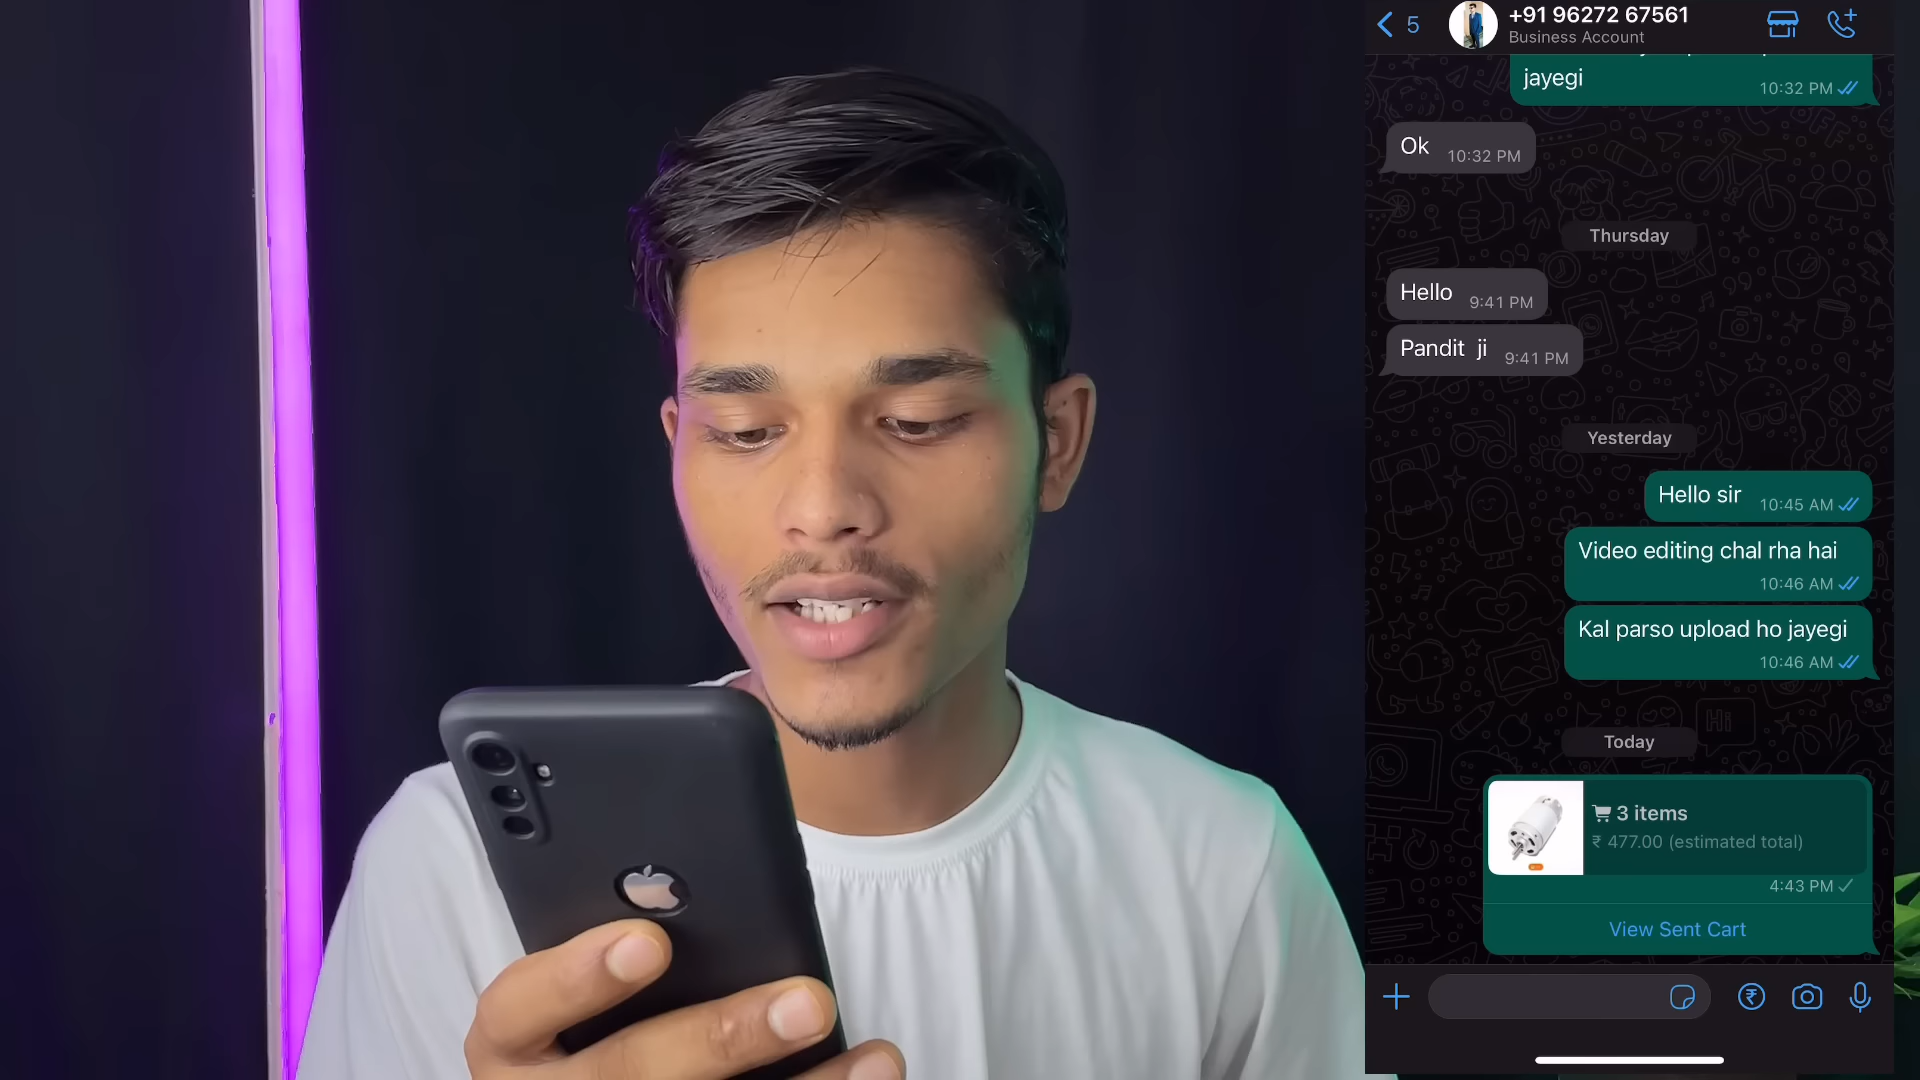 5
+91 96272 67561
Business Account
jayegi
10:32 PM
Ok 10:32 PM
Thursday
Hello 9:41 PM
Pandit ji 9:41 PM
Yesterday
Hello sir 10:45 AM
Video editing chal rha hai
10:46 AM
Kal parso upload ho jayegi
10:46 AM
Today
3 items
₹ 477.00 (estimated total)
4:43 PM
View Sent Cart